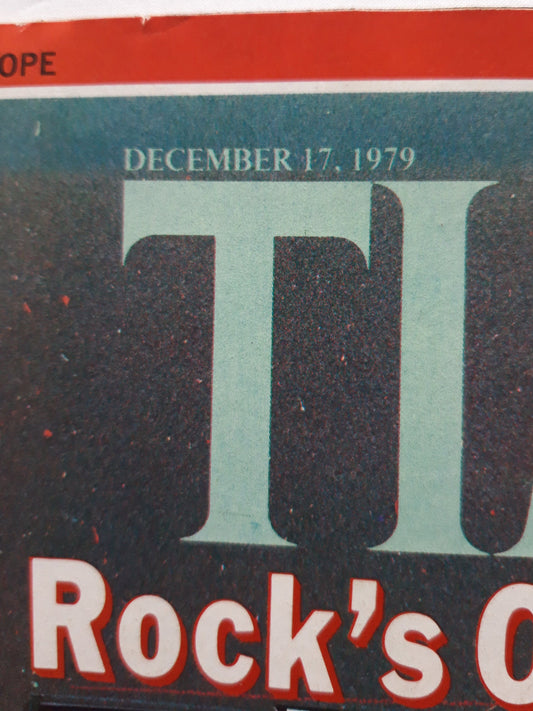 OPE
DECEMBER 17, 1979
TI
Rock's